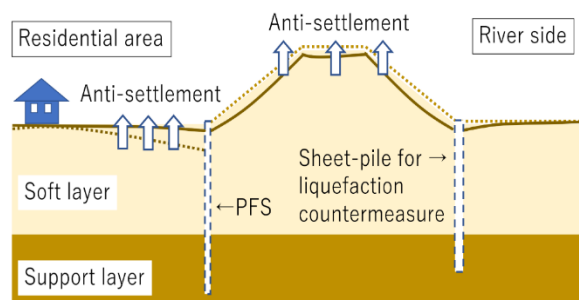 Residential area
River side
Anti-settlement
Anti-settlement
Sheet-pile for →
liquefaction
countermeasure
Soft layer
←PFS
Support layer